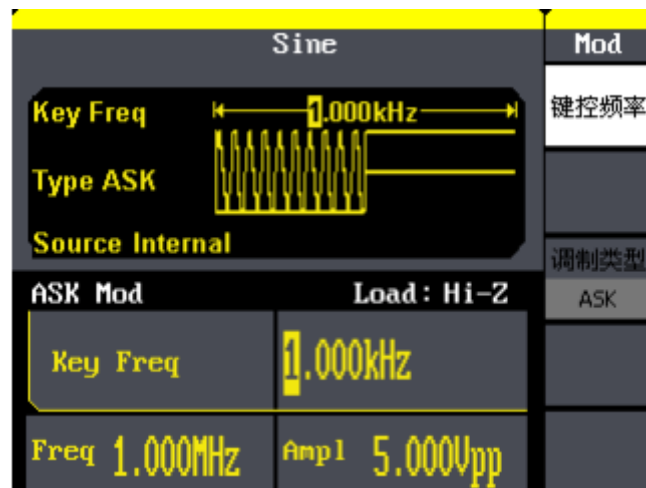 Sine
Mod
Key Freq 1.000kHz
键控频率
Type ASK
Source Internal
调制类型
ASK
ASK Mod Load: Hi-Z
Key Freq 1.000kHz
Freq 1.000MHz Ampl 5.000Vpp